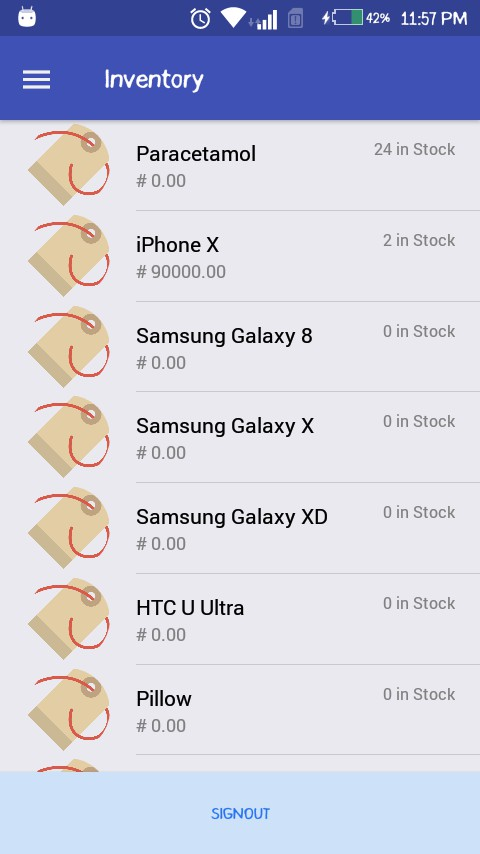 42% 11:57 PM
Inventory
Paracetamol 24 in Stock
# 0.00
iPhone X 2 in Stock
# 90000.00
Samsung Galaxy 8 0 in Stock
# 0.00
Samsung Galaxy X 0 in Stock
# 0.00
Samsung Galaxy XD 0 in Stock
# 0.00
HTC U Ultra 0 in Stock
# 0.00
Pillow 0 in Stock
# 0.00
SIGNOUT